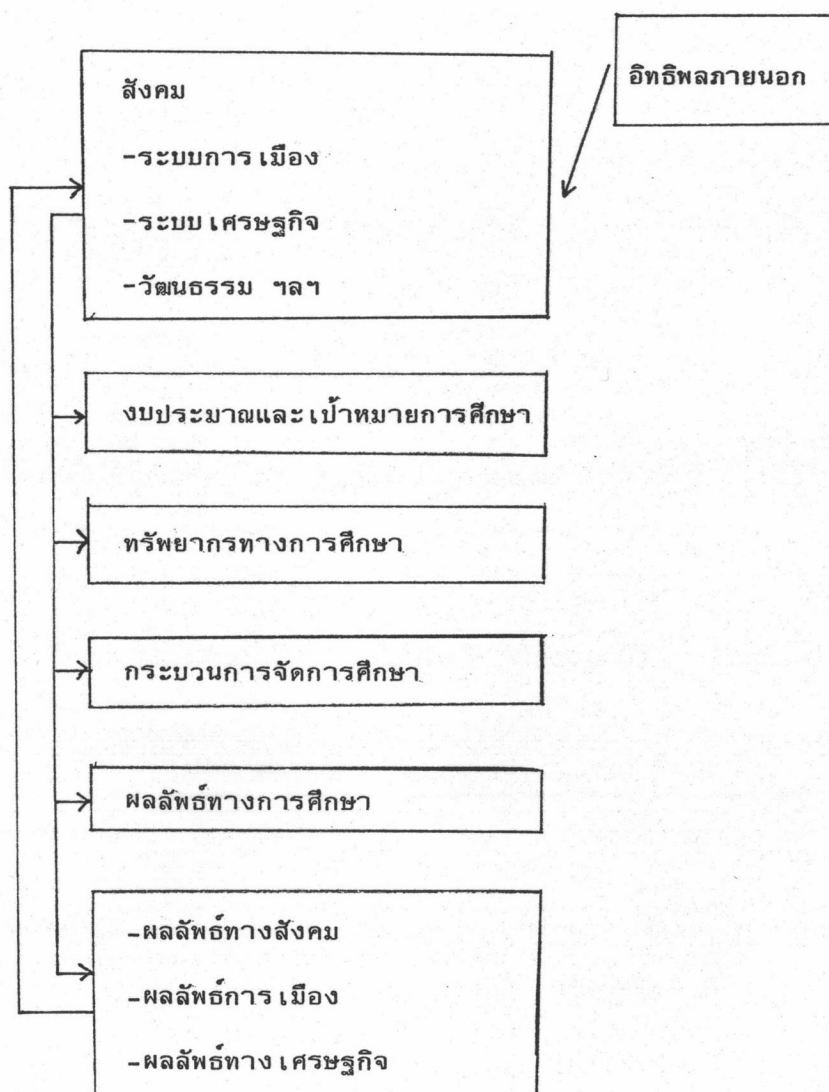 อิทธิพลภายนอก
สังคม
-ระบบการเมือง
-ระบบเศรษฐกิจ
-วัฒนธรรม ฯลฯ
งบประมาณและเป้าหมายการศึกษา
ทรัพยากรทางการศึกษา
กระบวนการจัดการศึกษา
ผลลัพธ์ทางการศึกษา
-ผลลัพธ์ทางสังคม
-ผลลัพธ์การเมือง
-ผลลัพธ์ทางเศรษฐกิจ